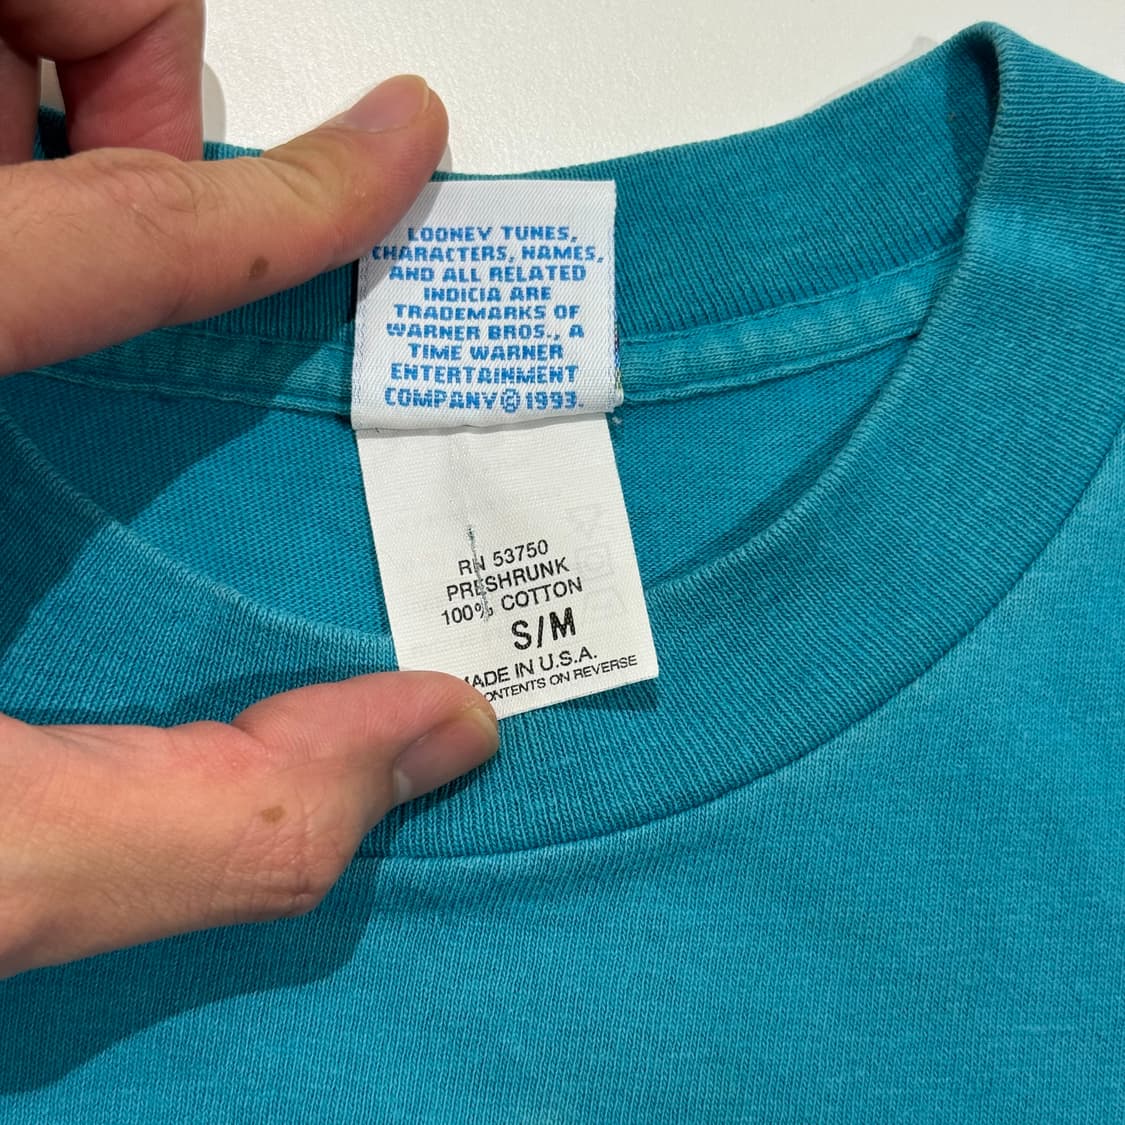 LOONEY TUNES,
CHARACTERS, NAMES,
AND ALL RELATED
INDICIA ARE
TRADEMARKS OF
WARNER BROS., A
TIME WARNER
ENTERTAINMENT
COMPANY © 1993.
RN 53750
PRESHRUNK
100% COTTON
S/M
MADE IN U.S.A.
CONTENTS ON REVERSE